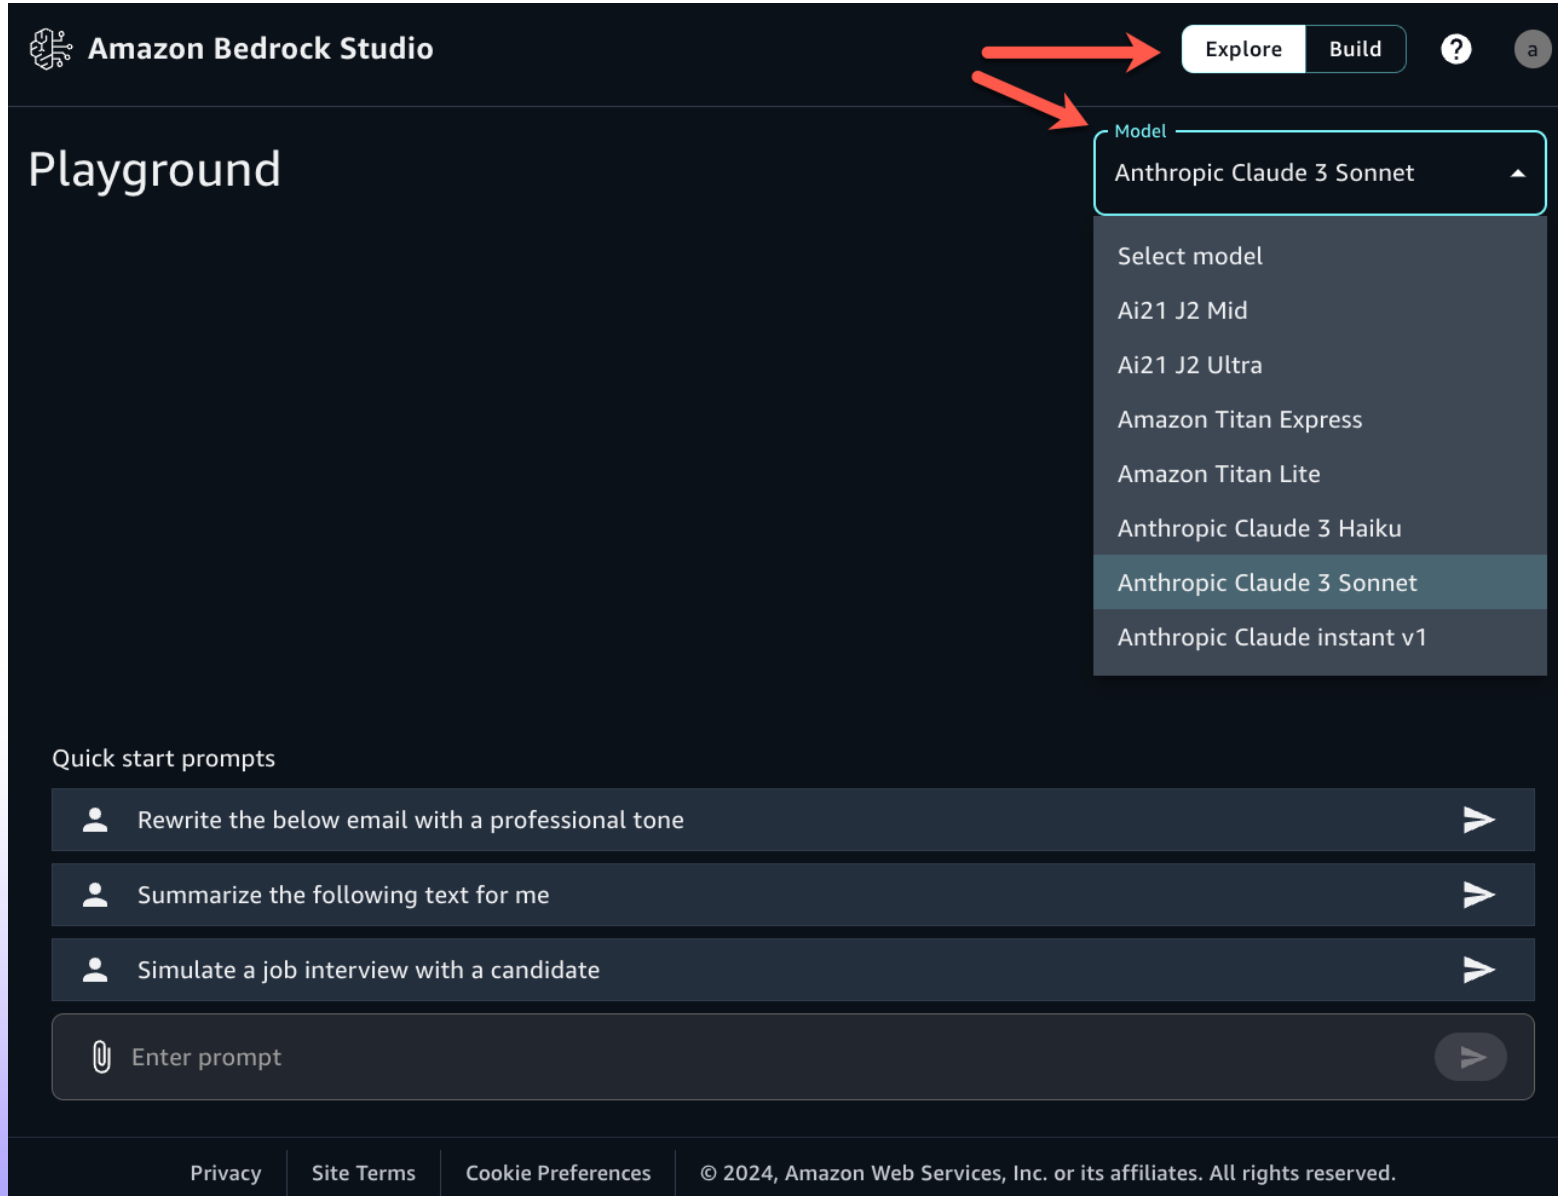 Amazon Bedrock Studio
Explore
Build
?
a
Playground
Model
Anthropic Claude 3 Sonnet
Select model
Ai21 J2 Mid
Ai21 J2 Ultra
Amazon Titan Express
Amazon Titan Lite
Anthropic Claude 3 Haiku
Anthropic Claude 3 Sonnet
Anthropic Claude instant v1
Quick start prompts
Rewrite the below email with a professional tone
Summarize the following text for me
Simulate a job interview with a candidate
Enter prompt
Privacy
Site Terms
Cookie Preferences
© 2024, Amazon Web Services, Inc. or its affiliates. All rights reserved.